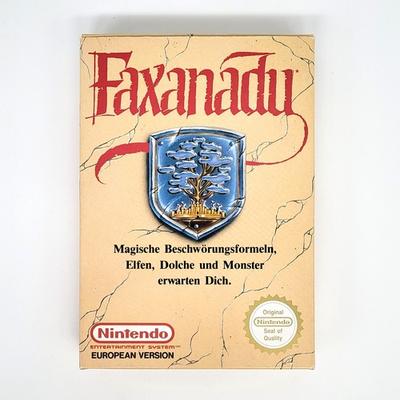 Faxanadu
Magische Beschwörungsformeln,
Elfen, Dolche und Monster
erwarten Dich.
Nintendo
ENTERTAINMENT SYSTEM
EUROPEAN VERSION
Original
Nintendo
Seal of
Quality